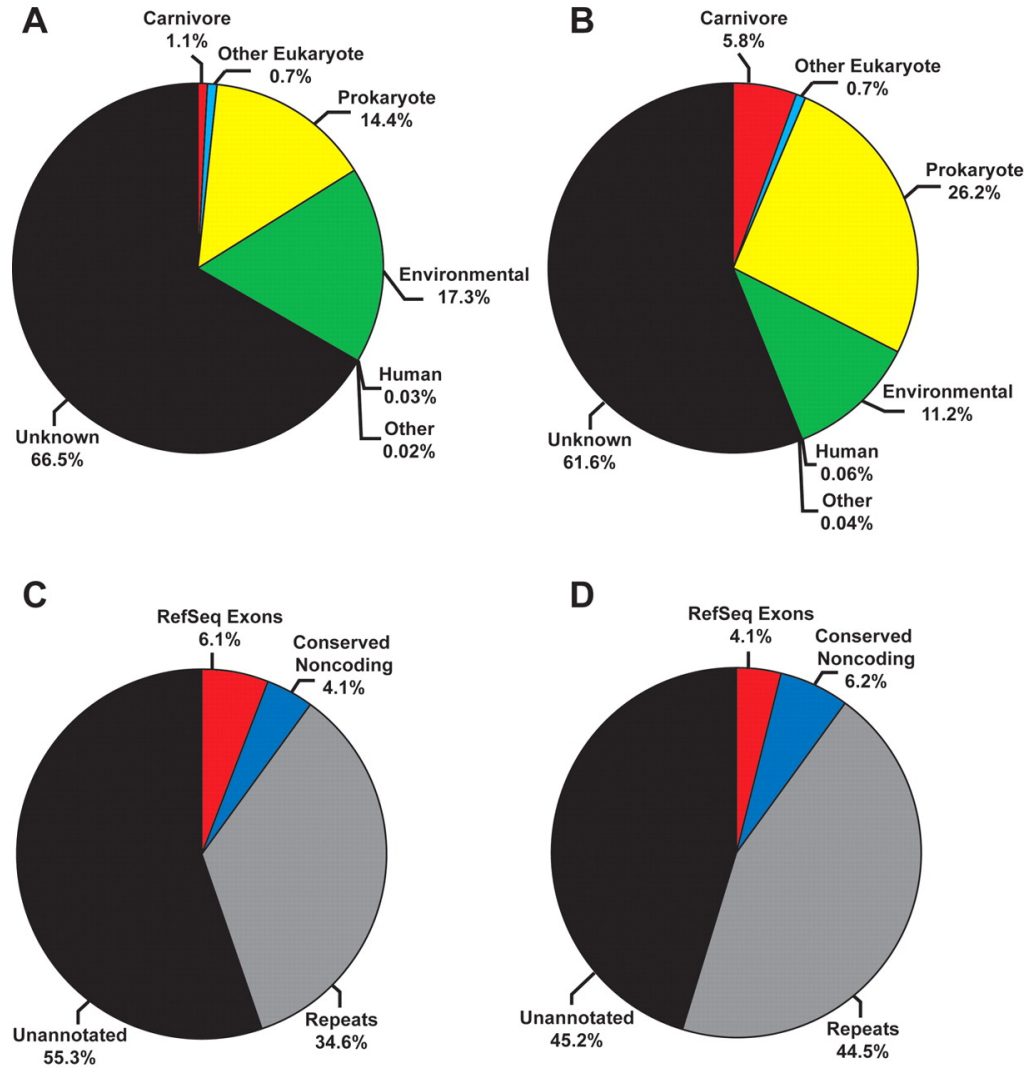 A
Carnivore
1.1%
Other Eukaryote
0.7%
Prokaryote
14.4%
Environmental
17.3%
Human
0.03%
Other
0.02%
Unknown
66.5%
B
Carnivore
5.8%
Other Eukaryote
0.7%
Prokaryote
26.2%
Environmental
11.2%
Human
0.06%
Other
0.04%
Unknown
61.6%
C
RefSeq Exons
6.1%
Conserved
Noncoding
4.1%
Repeats
34.6%
Unannotated
55.3%
D
RefSeq Exons
4.1%
Conserved
Noncoding
6.2%
Repeats
44.5%
Unannotated
45.2%